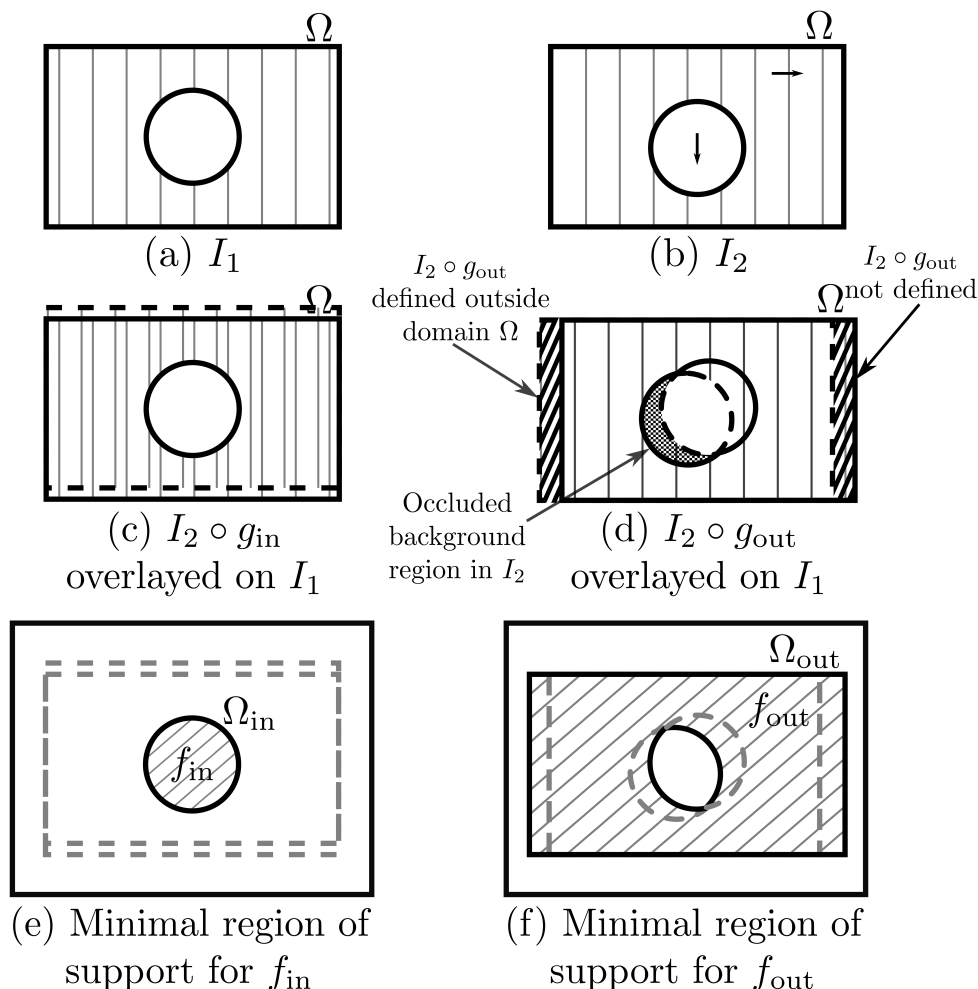 Ω
(a) I₁
Ω
(b) I₂
Ω
(c) I₂ ∘ g_in
overlayed on I₁
I₂ ∘ g_out
defined outside
domain Ω
I₂ ∘ g_out
not defined
Ω
Occluded
background
region in I₂
(d) I₂ ∘ g_out
overlayed on I₁
Ω_in
f_in
(e) Minimal region of
support for f_in
Ω_out
f_out
(f) Minimal region of
support for f_out